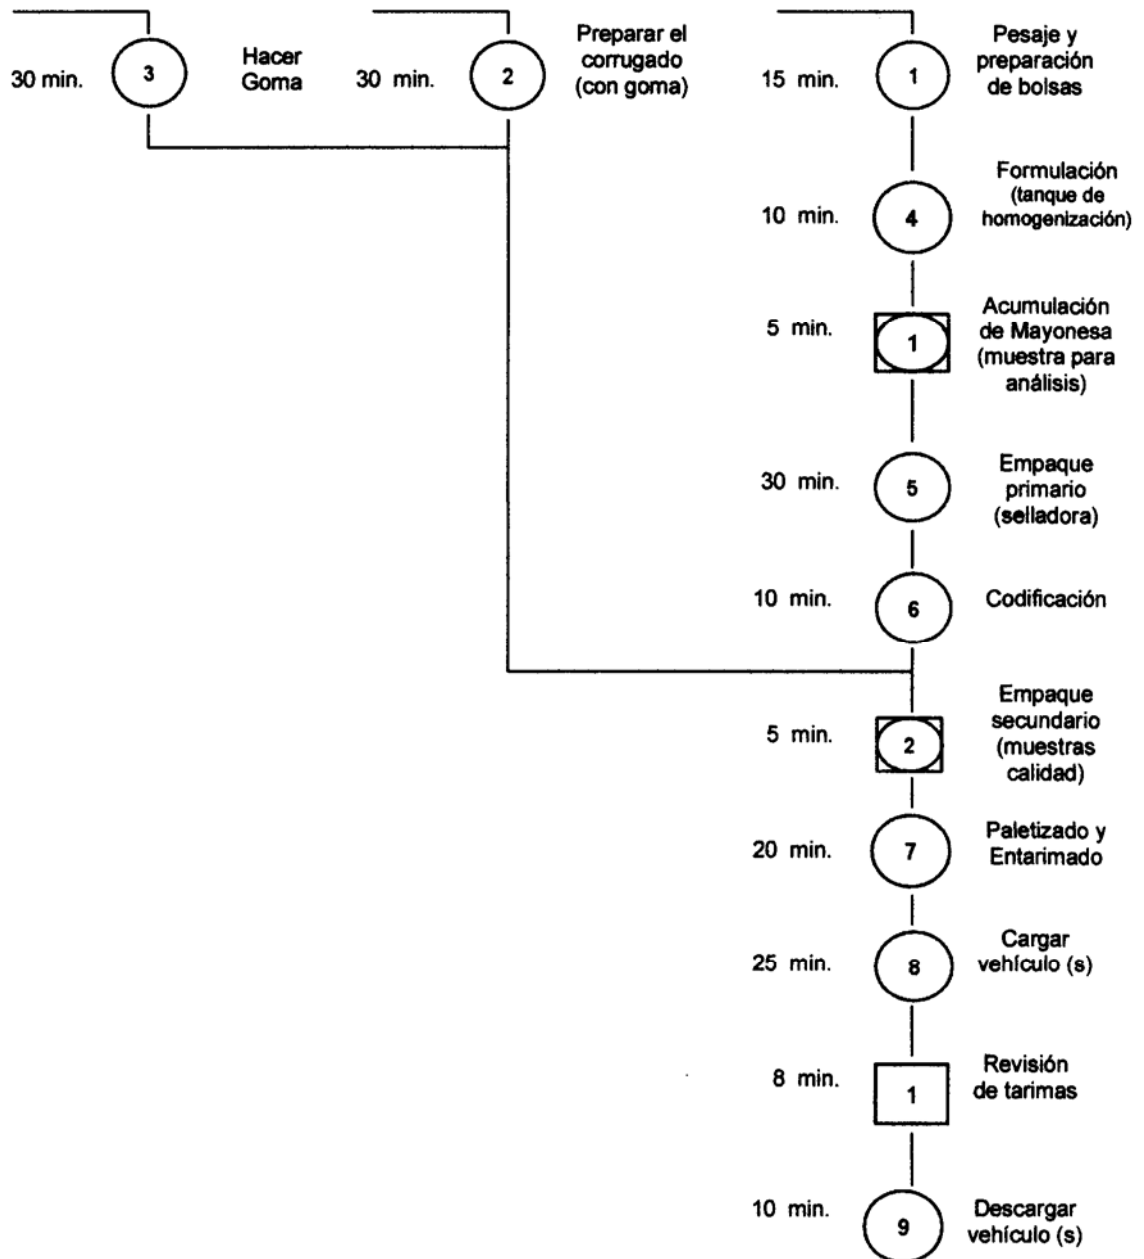 30 min.
3
Hacer
Goma
30 min.
2
Preparar el
corrugado
(con goma)
15 min.
1
Pesaje y
preparación
de bolsas
10 min.
4
Formulación
(tanque de
homogenización)
5 min.
1
Acumulación
de Mayonesa
(muestra para
análisis)
30 min.
5
Empaque
primario
(selladora)
10 min.
6
Codificación
5 min.
2
Empaque
secundario
(muestras
calidad)
20 min.
7
Paletizado y
Entarimado
25 min.
8
Cargar
vehículo (s)
8 min.
1
Revisión
de tarimas
10 min.
9
Descargar
vehículo (s)